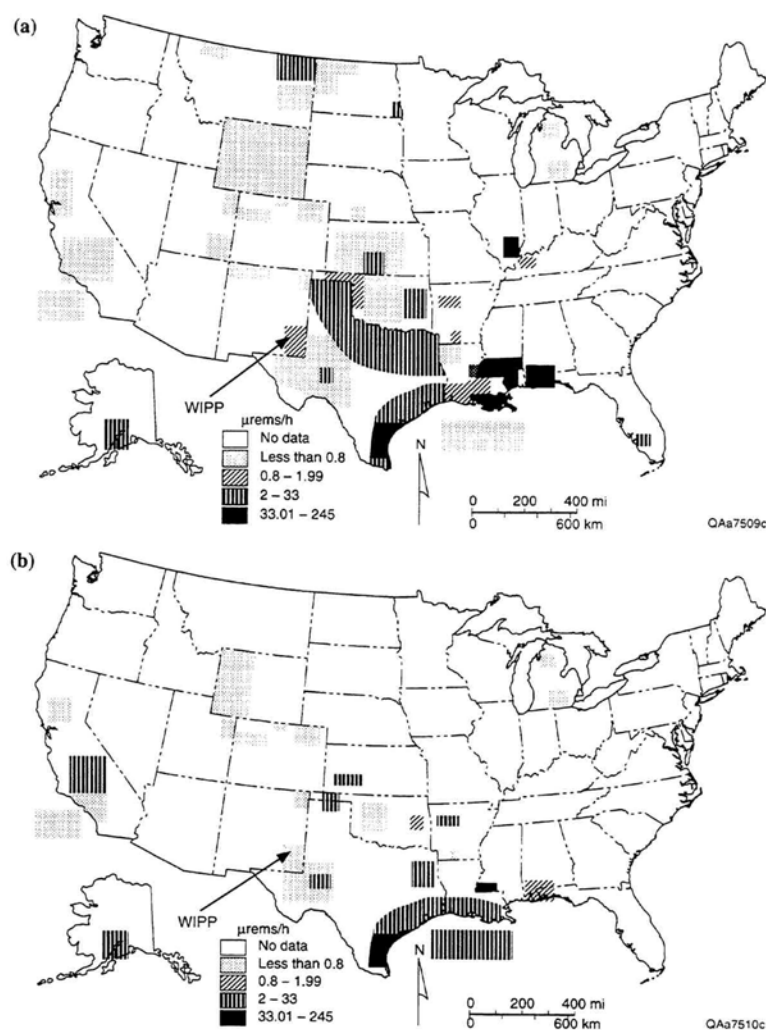 (a)
WIPP
μrems/h
No data
Less than 0.8
0.8 – 1.99
2 – 33
33.01 – 245
N
0 200 400 mi
0 600 km
QAa7509c
(b)
WIPP
μrems/h
No data
Less than 0.8
0.8 – 1.99
2 – 33
33.01 – 245
N
0 200 400 mi
0 600 km
QAa7510c